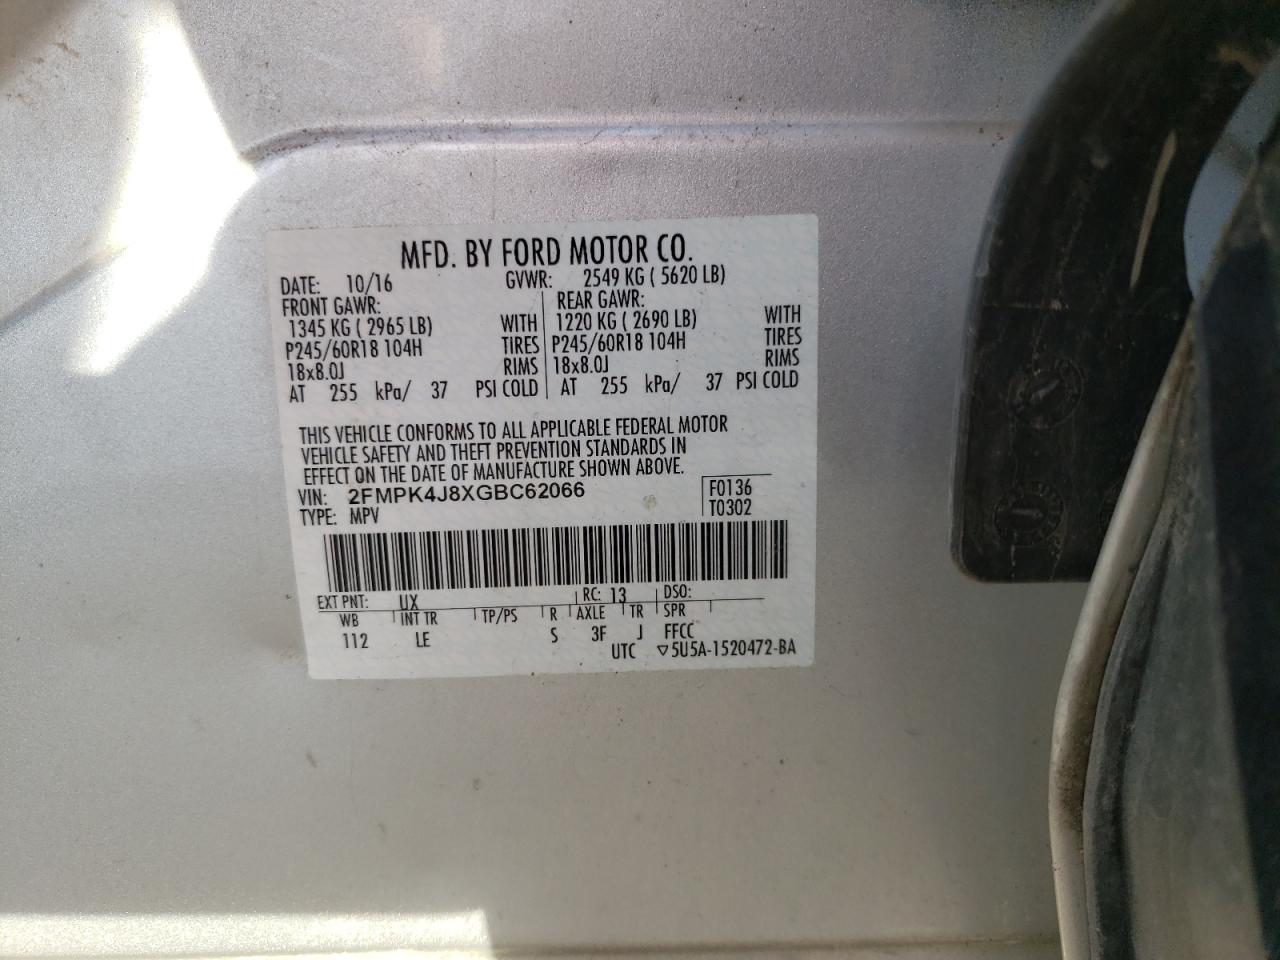 MFD. BY FORD MOTOR CO.
DATE: 10/16 GVWR: 2549 KG ( 5620 LB)
FRONT GAWR: REAR GAWR:
1345 KG ( 2965 LB) WITH 1220 KG ( 2690 LB) WITH
P245/60R18 104H TIRES P245/60R18 104H TIRES
18x8.0J RIMS 18x8.0J RIMS
AT 255 kPa/ 37 PSI COLD AT 255 kPa/ 37 PSI COLD
THIS VEHICLE CONFORMS TO ALL APPLICABLE FEDERAL MOTOR
VEHICLE SAFETY AND THEFT PREVENTION STANDARDS IN
EFFECT ON THE DATE OF MANUFACTURE SHOWN ABOVE.
VIN: 2FMPK4J8XGBC62066 F0136
TYPE: MPV T0302
EXT PNT: UX RC: 13 DSO:
WB INT TR TP/PS R AXLE TR SPR
112 LE S 3F J FFCC
UTC ▽5U5A-1520472-BA